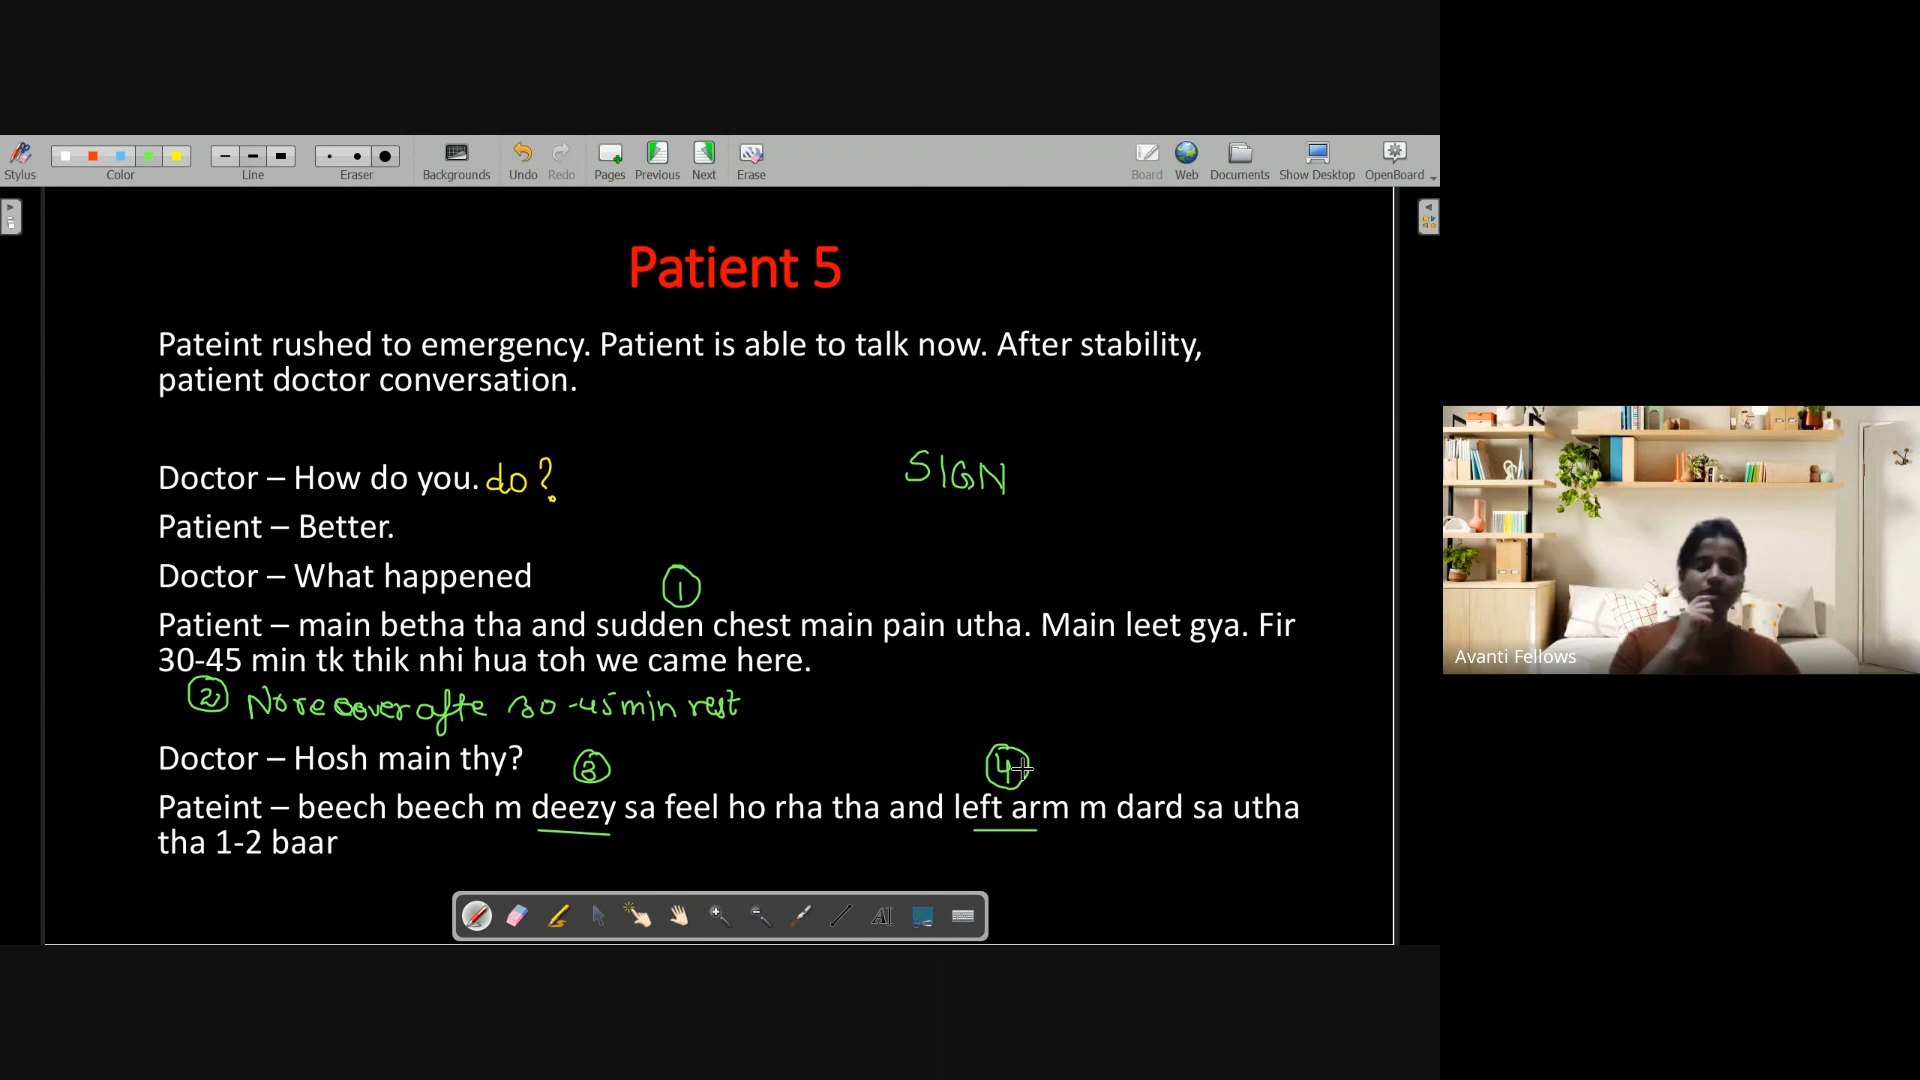 Stylus
Color
Line
Eraser
Backgrounds
Undo
Redo
Pages
Previous
Next
Erase
Board
Web
Documents
Show Desktop
OpenBoard
Patient 5
Pateint rushed to emergency. Patient is able to talk now. After stability,
patient doctor conversation.
Doctor – How do you. do?
SIGN
Patient – Better.
Doctor – What happened
1
Patient – main betha tha and sudden chest main pain utha. Main leet gya. Fir
30-45 min tk thik nhi hua toh we came here.
2 No recover afte 30-45 min rest
Doctor – Hosh main thy?
3
4
Pateint – beech beech m deezy sa feel ho rha tha and left arm m dard sa utha
tha 1-2 baar
Avanti Fellows